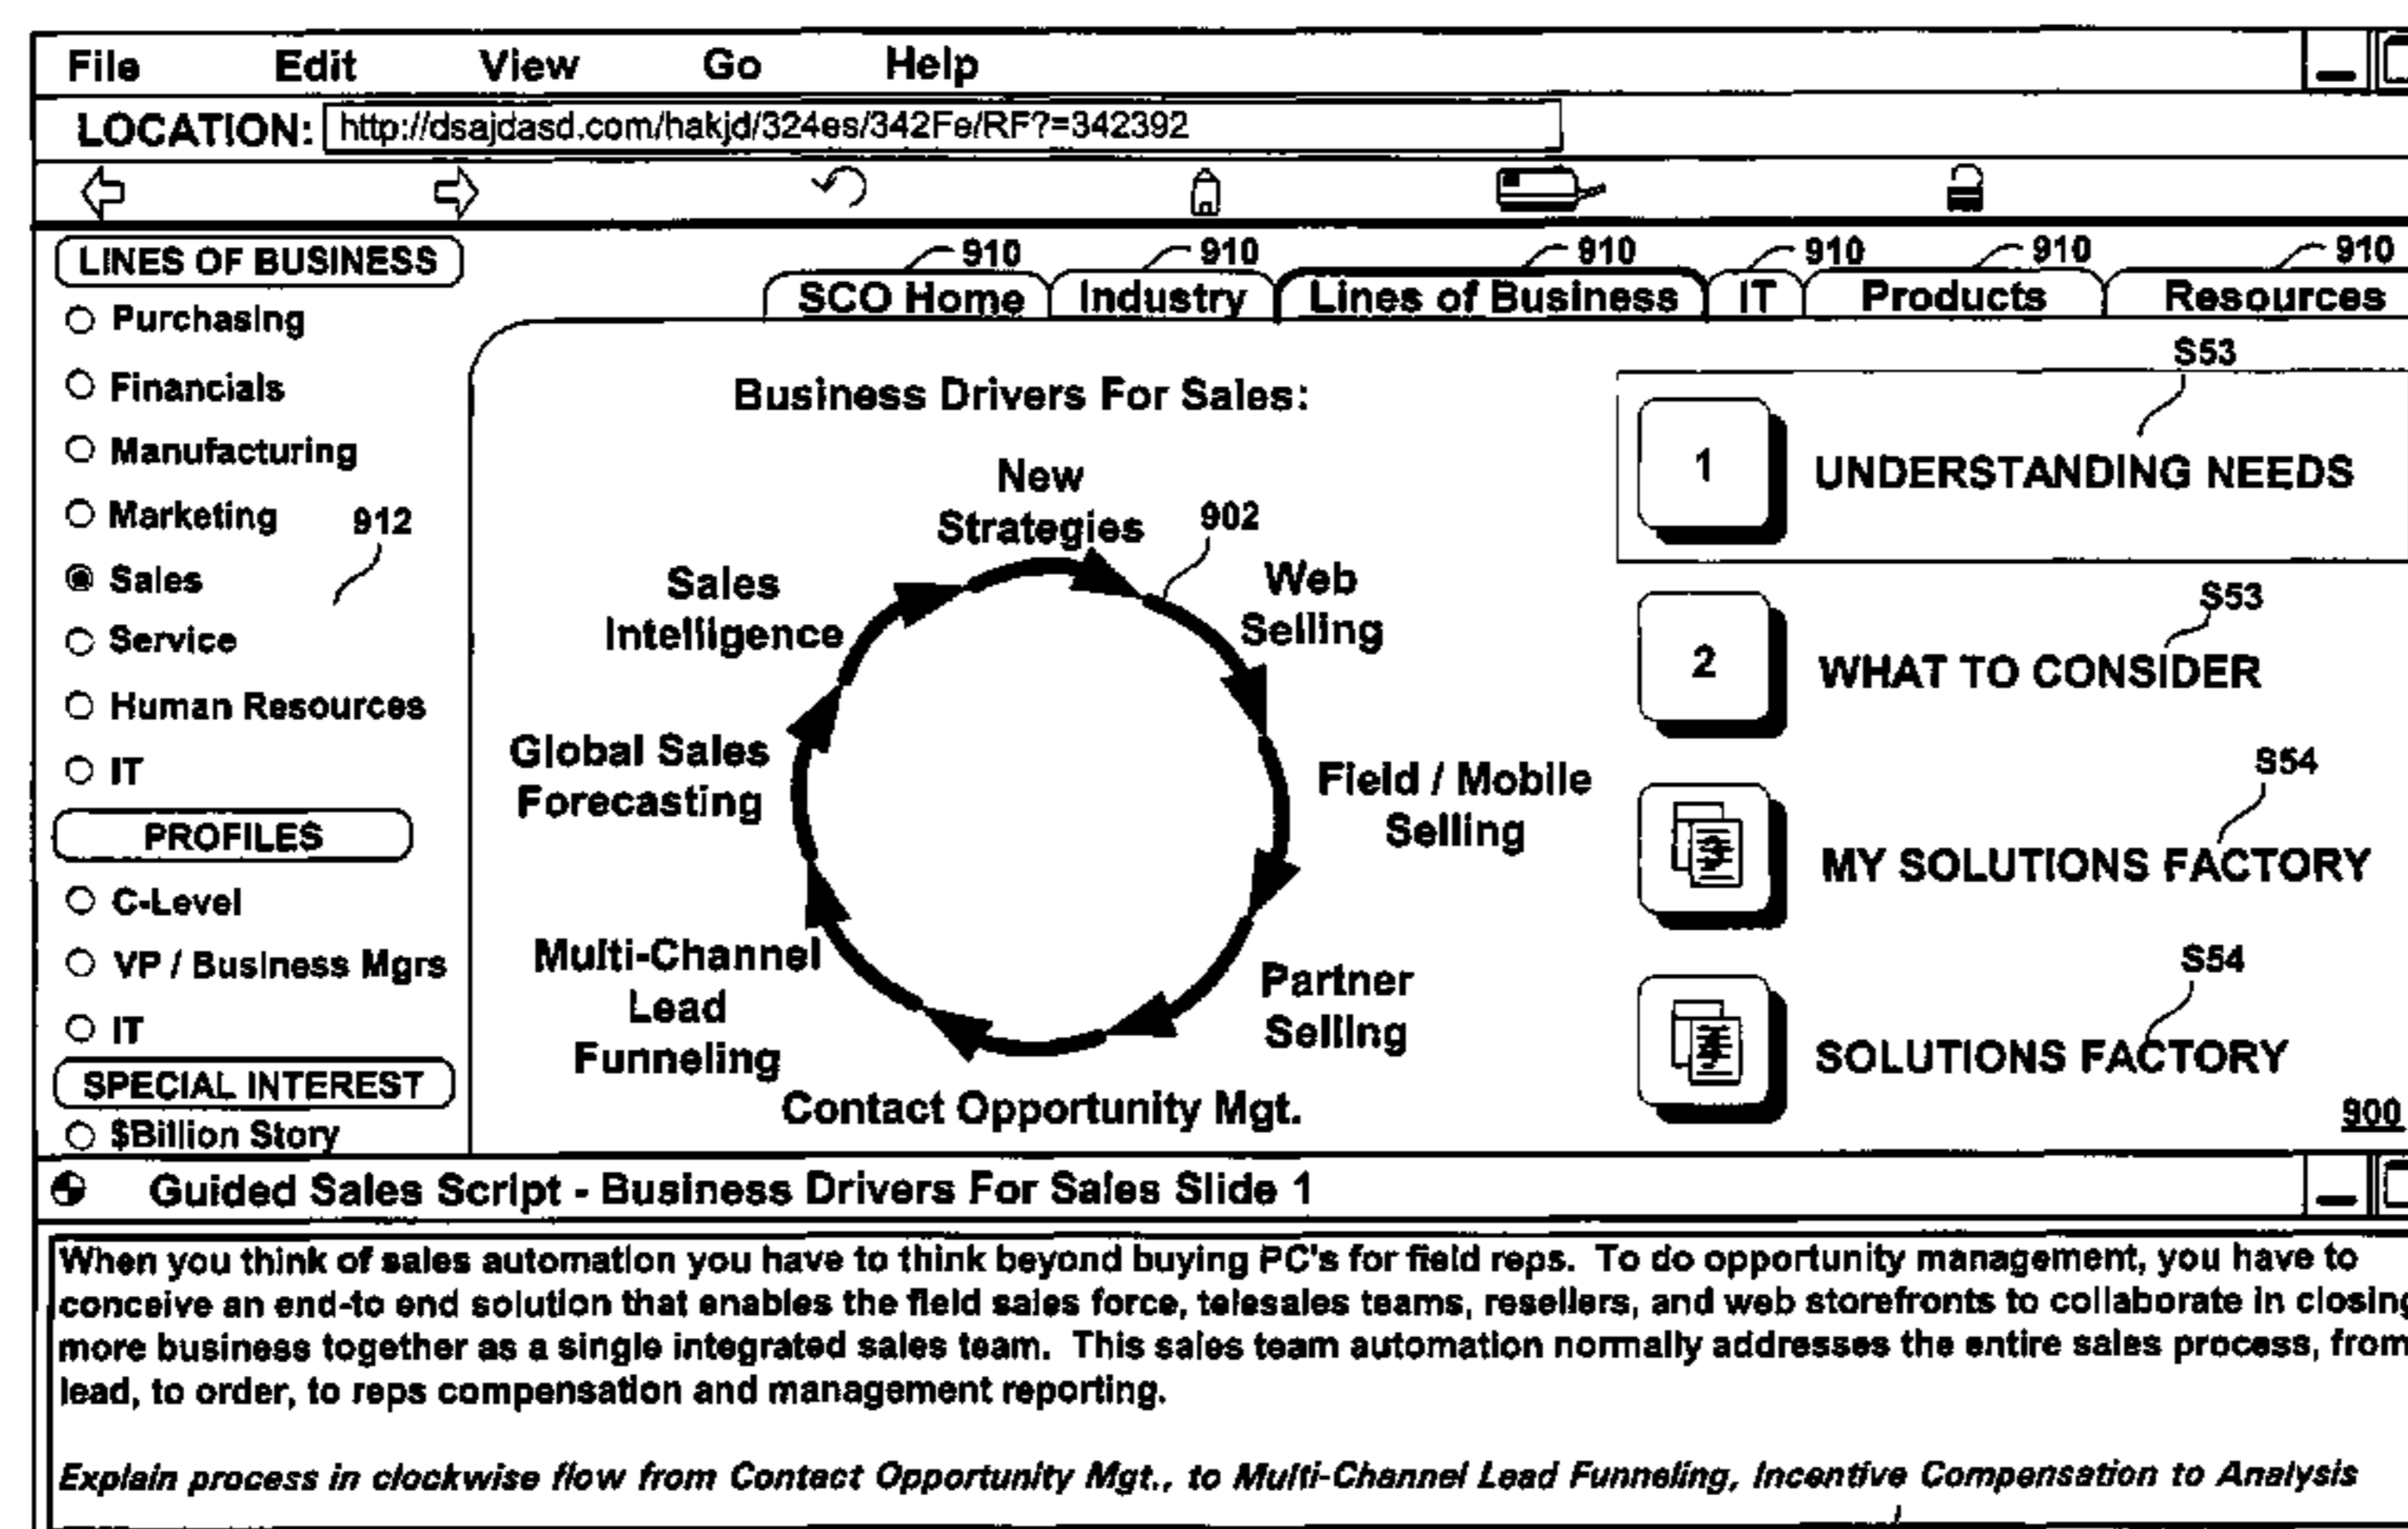 File Edit View Go Help
LOCATION: http://dsajdasd.com/hakjd/324es/342Fe/RF?=342392
910 910 910 910 910 910
SCO Home Industry Lines of Business IT Products Resources
LINES OF BUSINESS
Purchasing
Financials
Manufacturing
Marketing
912
Sales
Service
Human Resources
IT
PROFILES
C-Level
VP / Business Mgrs
IT
SPECIAL INTEREST
$Billion Story
Business Drivers For Sales:
New
Strategies
902
Web
Selling
Field / Mobile
Selling
Partner
Selling
Contact Opportunity Mgt.
Multi-Channel
Lead
Funneling
Global Sales
Forecasting
Sales
Intelligence
S53
1 UNDERSTANDING NEEDS
S53
2 WHAT TO CONSIDER
S54
3 MY SOLUTIONS FACTORY
S54
4 SOLUTIONS FACTORY
900
Guided Sales Script - Business Drivers For Sales Slide 1
When you think of sales automation you have to think beyond buying PC's for field reps. To do opportunity management, you have to
conceive an end-to end solution that enables the field sales force, telesales teams, resellers, and web storefronts to collaborate in closing
more business together as a single integrated sales team. This sales team automation normally addresses the entire sales process, from
lead, to order, to reps compensation and management reporting.
Explain process in clockwise flow from Contact Opportunity Mgt., to Multi-Channel Lead Funneling, Incentive Compensation to Analysis